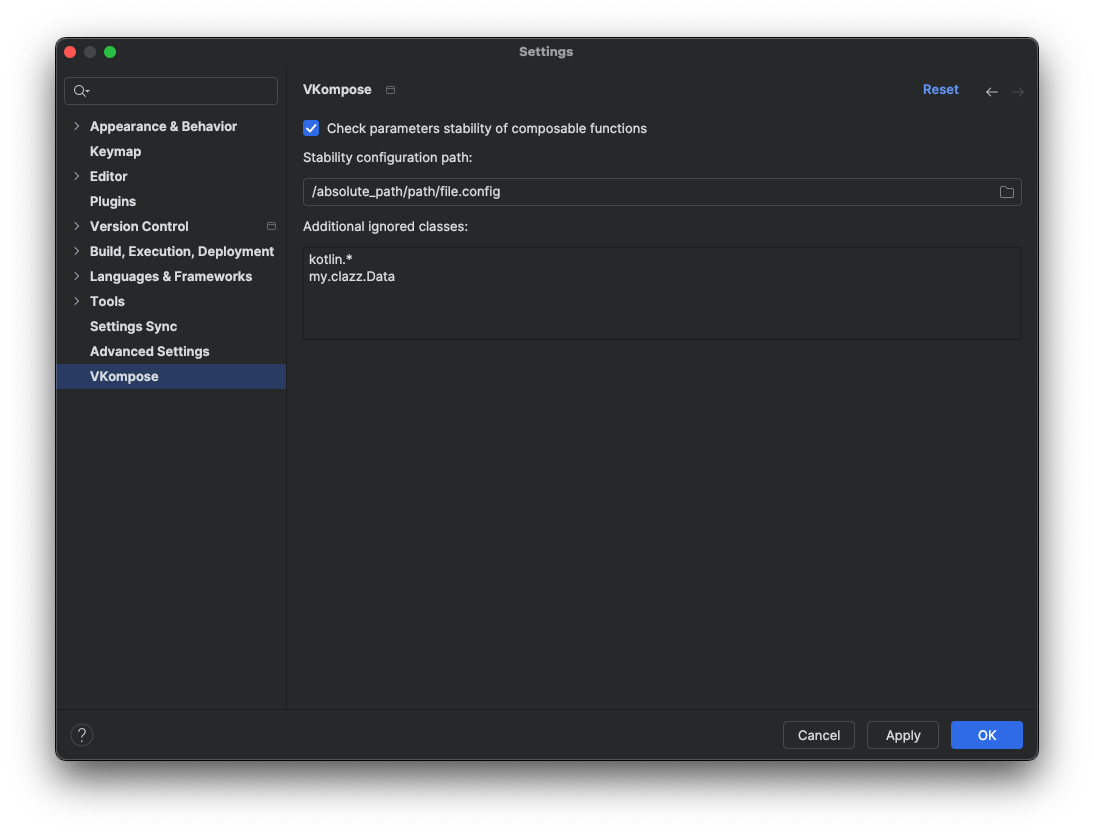 Settings
Appearance & Behavior
Keymap
Editor
Plugins
Version Control
Build, Execution, Deployment
Languages & Frameworks
Tools
Settings Sync
Advanced Settings
VKompose
VKompose
Reset
Check parameters stability of composable functions
Stability configuration path:
/absolute_path/path/file.config
Additional ignored classes:
kotlin.*
my.clazz.Data
?
Cancel
Apply
OK